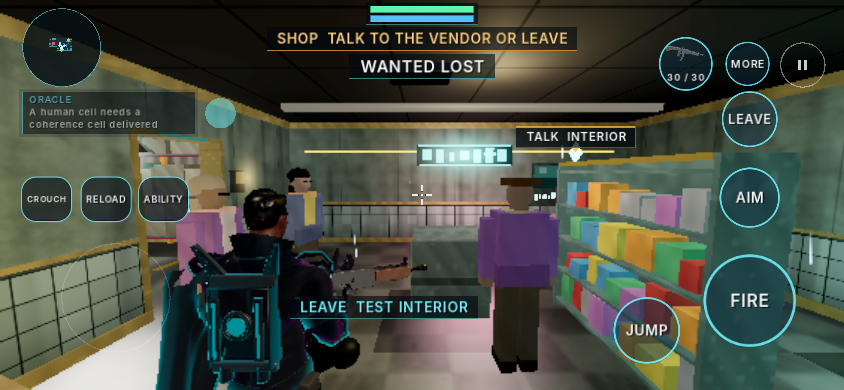 SHOP TALK TO THE VENDOR OR LEAVE
WANTED LOST
30 / 30
MORE
ORACLE
A human cell needs a
coherence cell delivered
LEAVE
TALK INTERIOR
CROUCH
RELOAD
ABILITY
AIM
LEAVE TEST INTERIOR
FIRE
JUMP